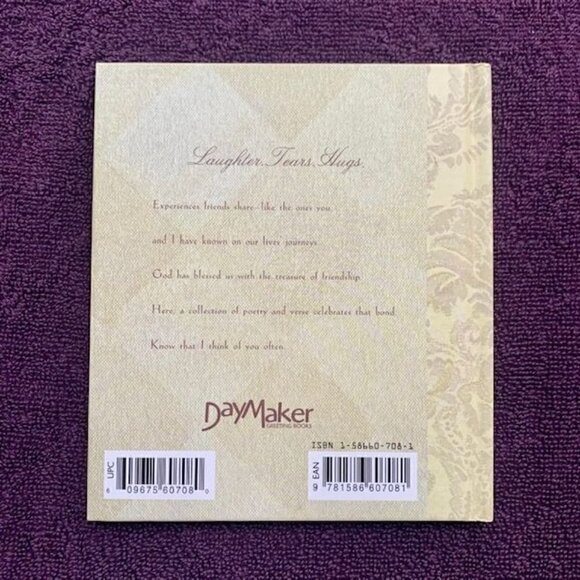 Laughter. Tears. Hugs.
Experiences friends share—like the ones you,
and I have known on our lives' journeys.
God has blessed us with the treasure of friendship.
Here, a collection of poetry and verse celebrates that bond.
Know that I think of you often.
DayMaker
GREETING BOOKS
ISBN 1-58660-708-1
UPC
6 09675 60708 0
EAN
9 781586 607081